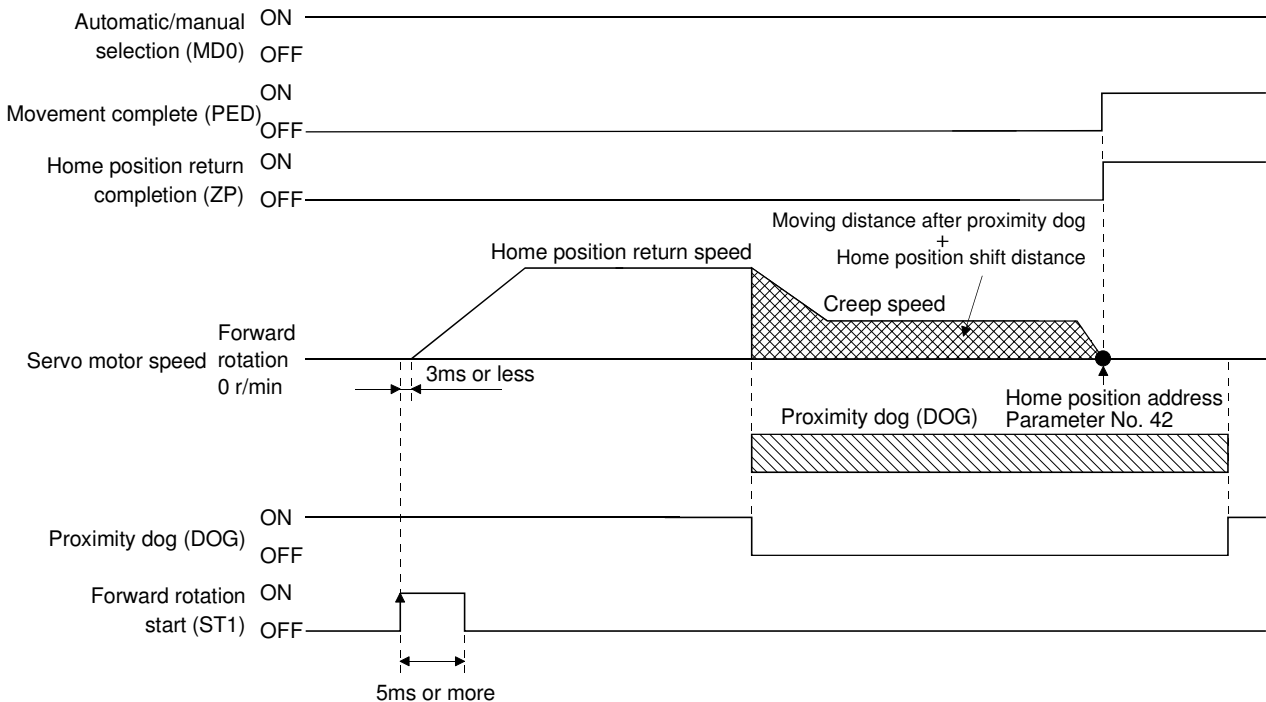 Automatic/manual
selection (MD0)
ON
OFF
Movement complete (PED)
ON
OFF
Home position return
completion (ZP)
ON
OFF
Moving distance after proximity dog
+
Home position shift distance
Home position return speed
Creep speed
Servo motor speed
Forward
rotation
0 r/min
3ms or less
Home position address
Parameter No. 42
Proximity dog (DOG)
Proximity dog (DOG)
ON
OFF
Forward rotation
start (ST1)
ON
OFF
5ms or more